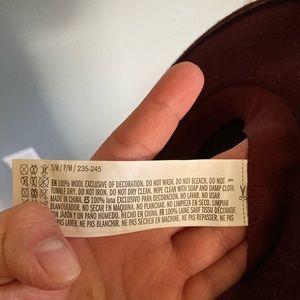 S/M / P/M / 235-245
EN 100% WOOL EXCLUSIVE OF DECORATION. DO NOT WASH. DO NOT BLEACH. DO NOT
TUMBLE DRY. DO NOT IRON. DO NOT DRY CLEAN. WIPE CLEAN WITH SOAP AND DAMP CLOTH.
MADE IN CHINA. ES 100% LANA EXCLUSIVO DE DECORACIÓN. NO LAVAR. NO USAR
BLANQUEADOR. NO SECAR EN MÁQUINA. NO PLANCHAR. NO LIMPIEZA EN SECO. LIMPIAR
JABÓN Y UN PAÑO HÚMEDO. HECHO EN CHINA. FR 100% LAINE SAUF TISSU DÉCORATIF.
PAS LAVER. NE PAS BLANCHIR. NE PAS SÉCHER EN MACHINE. NE PAS REPASSER. NE